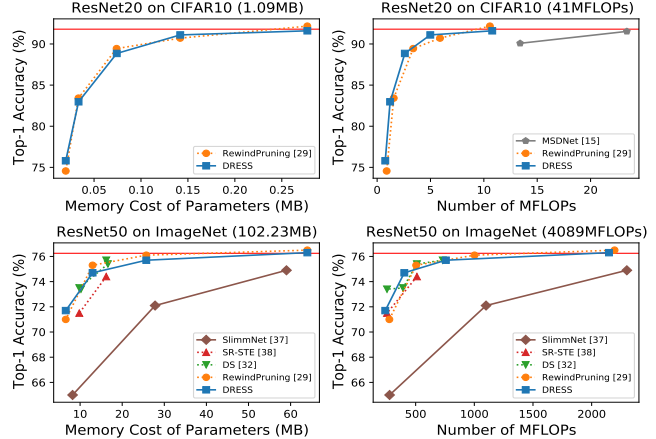 ResNet20 on CIFAR10 (1.09MB)
Top-1 Accuracy (%)
90
85
80
75
0.05 0.10 0.15 0.20 0.25
Memory Cost of Parameters (MB)
RewindPruning [29]
DRESS
ResNet20 on CIFAR10 (41MFLOPs)
Top-1 Accuracy (%)
90
85
80
75
0 5 10 15 20
Number of MFLOPs
MSDNet [15]
RewindPruning [29]
DRESS
ResNet50 on ImageNet (102.23MB)
Top-1 Accuracy (%)
76
74
72
70
68
66
10 20 30 40 50 60
Memory Cost of Parameters (MB)
SlimmNet [37]
SR-STE [38]
DS [32]
RewindPruning [29]
DRESS
ResNet50 on ImageNet (4089MFLOPs)
Top-1 Accuracy (%)
76
74
72
70
68
66
500 1000 1500 2000
Number of MFLOPs
SlimmNet [37]
SR-STE [38]
DS [32]
RewindPruning [29]
DRESS